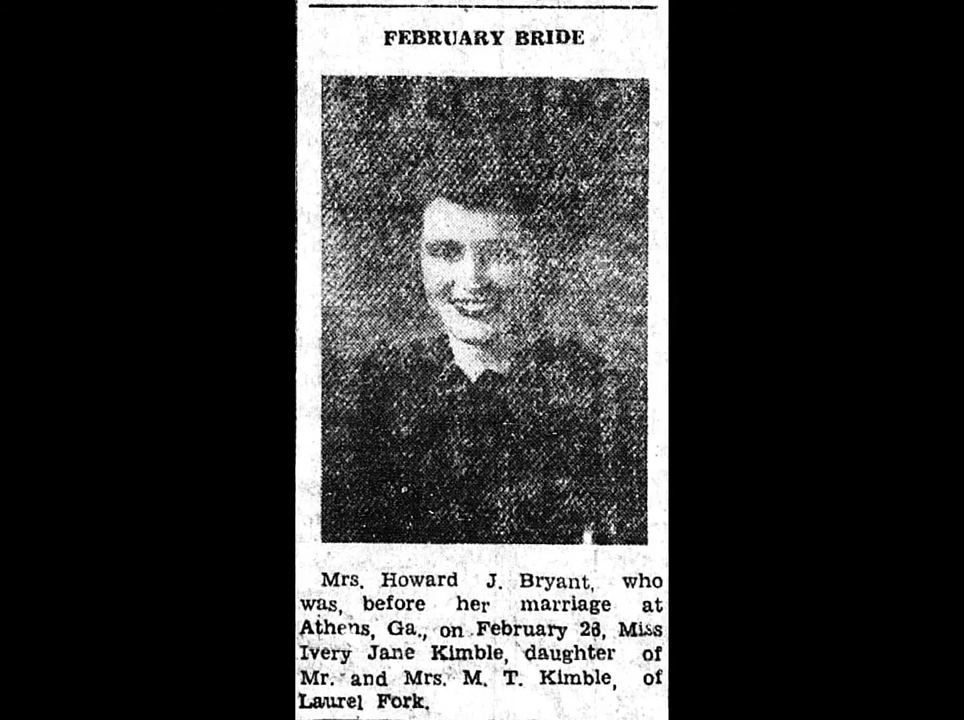 FEBRUARY BRIDE
Mrs. Howard J. Bryant, who
was, before her marriage at
Athens, Ga., on February 26, Miss
Ivery Jane Kimble, daughter of
Mr. and Mrs. M. T. Kimble, of
Laurel Fork.